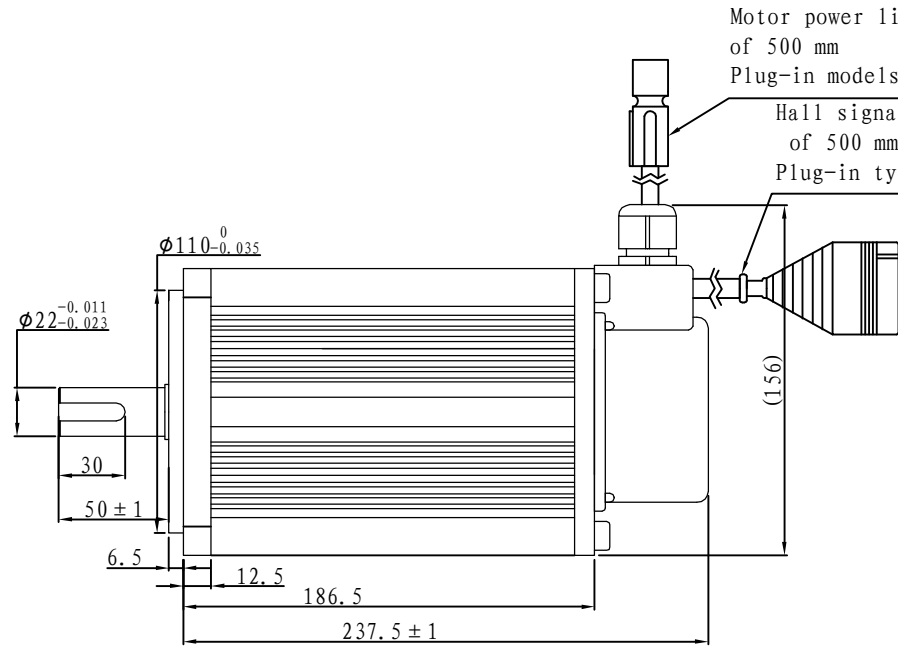 Motor power li
of 500 mm
Plug-in models
Hall signa
of 500 mm
Plug-in ty
ϕ110 0 -0.035
ϕ22 -0.011 -0.023
(156)
30
50±1
6.5
12.5
186.5
237.5±1